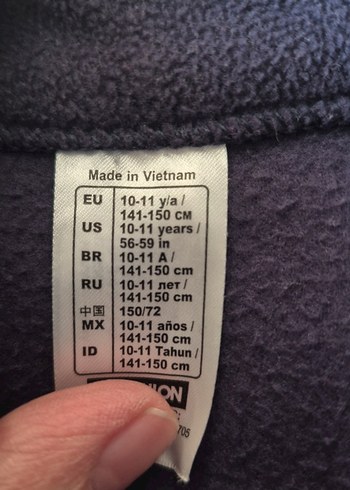 Made in Vietnam
EU 10-11 y/a /
141-150 CM
US 10-11 years /
56-59 in
BR 10-11 A /
141-150 cm
RU 10-11 лет /
141-150 cm
中国 150/72
MX 10-11 años /
141-150 cm
ID 10-11 Tahun /
141-150 cm